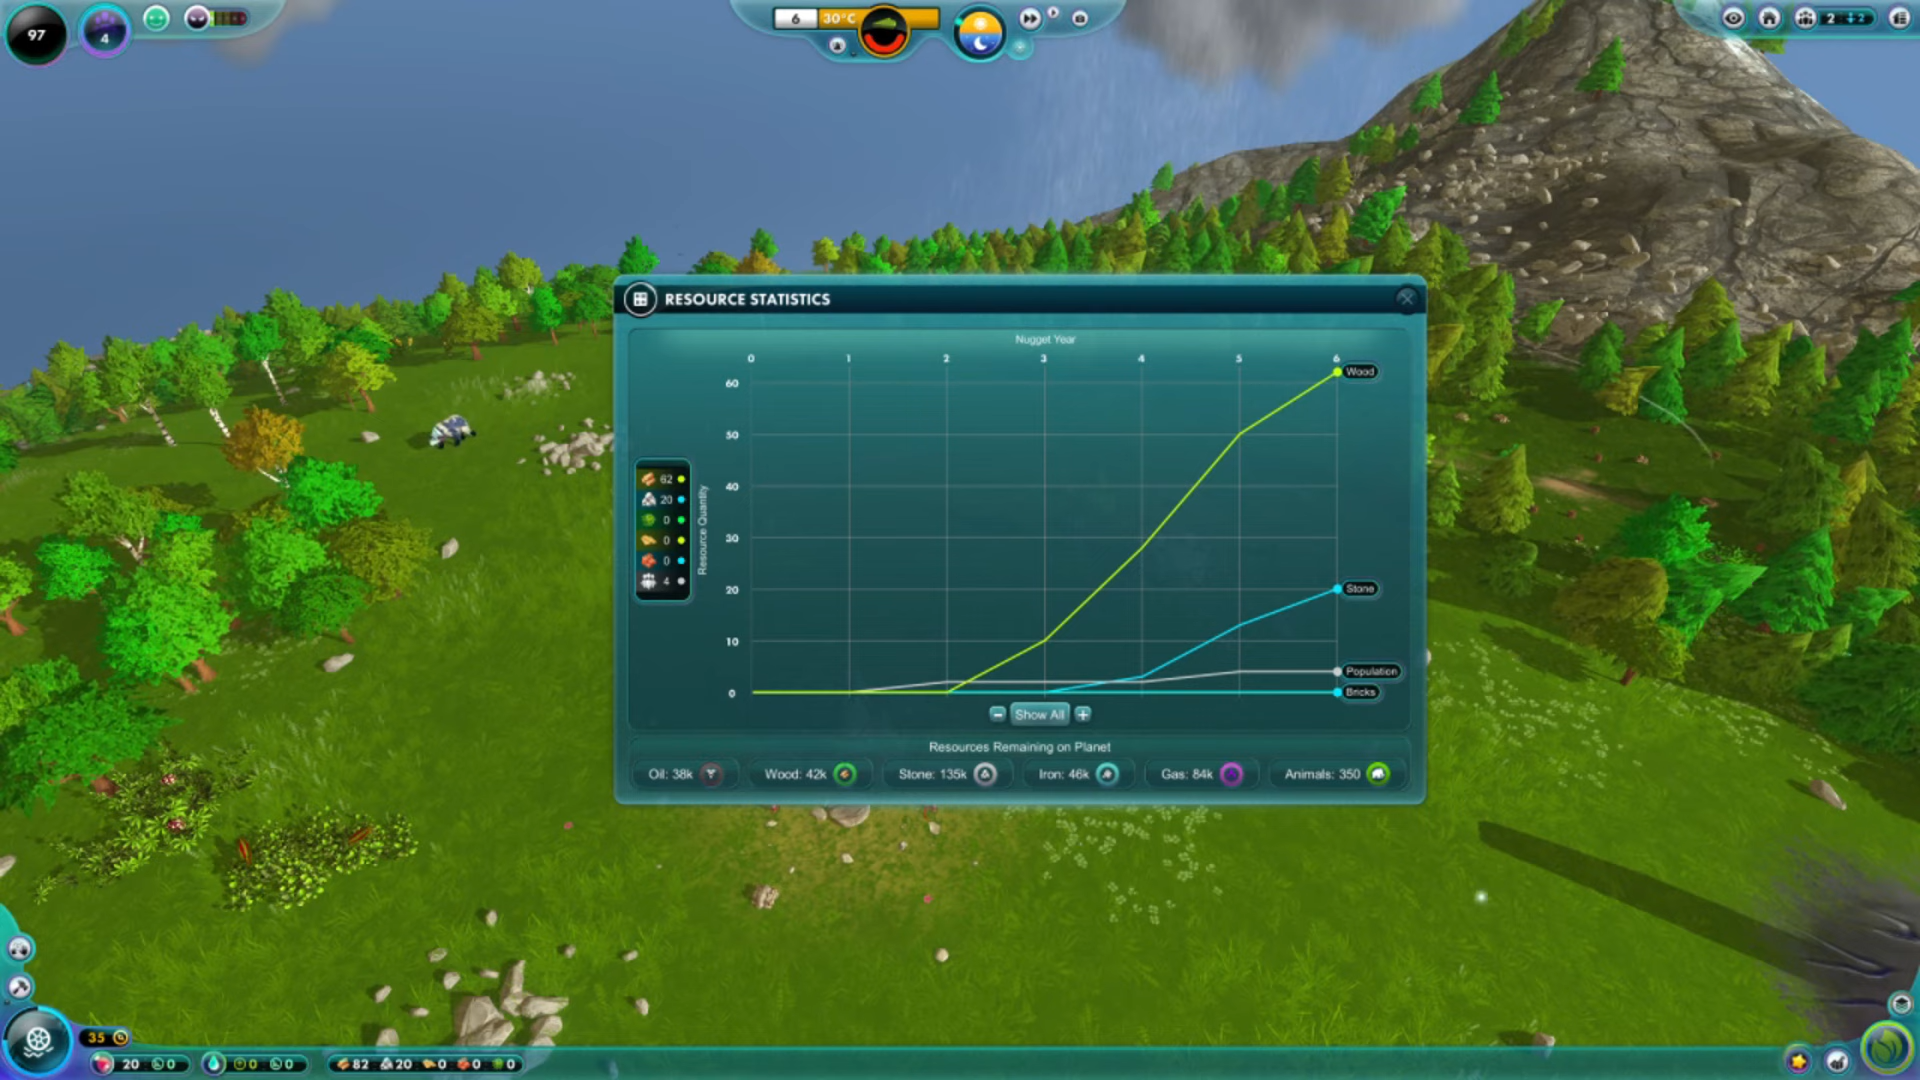 97
4
6 30°C
2 2
RESOURCE STATISTICS
Nugget Year
0 1 2 3 4 5 6
60
50
40
30
20
10
0
Resource Quantity
62
20
0
0
0
4
Wood
Stone
Population
Bricks
- Show All +
Resources Remaining on Planet
Oil: 38k Wood: 42k Stone: 135k Iron: 46k Gas: 84k Animals: 350
35
20 0 0 0 82 20 0 0 0